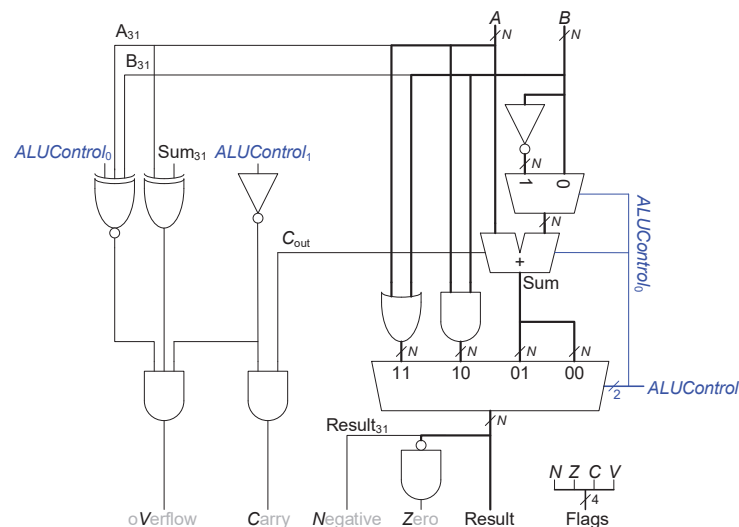 A B
A31 N N
B31
ALUControl0 Sum31 ALUControl1
N 1 0
ALUControl0
N
Cout
+
Sum
N N N N
11 10 01 00
2 ALUControl
N
Result31
N Z C V
4
oVerflow Carry Negative Zero Result Flags